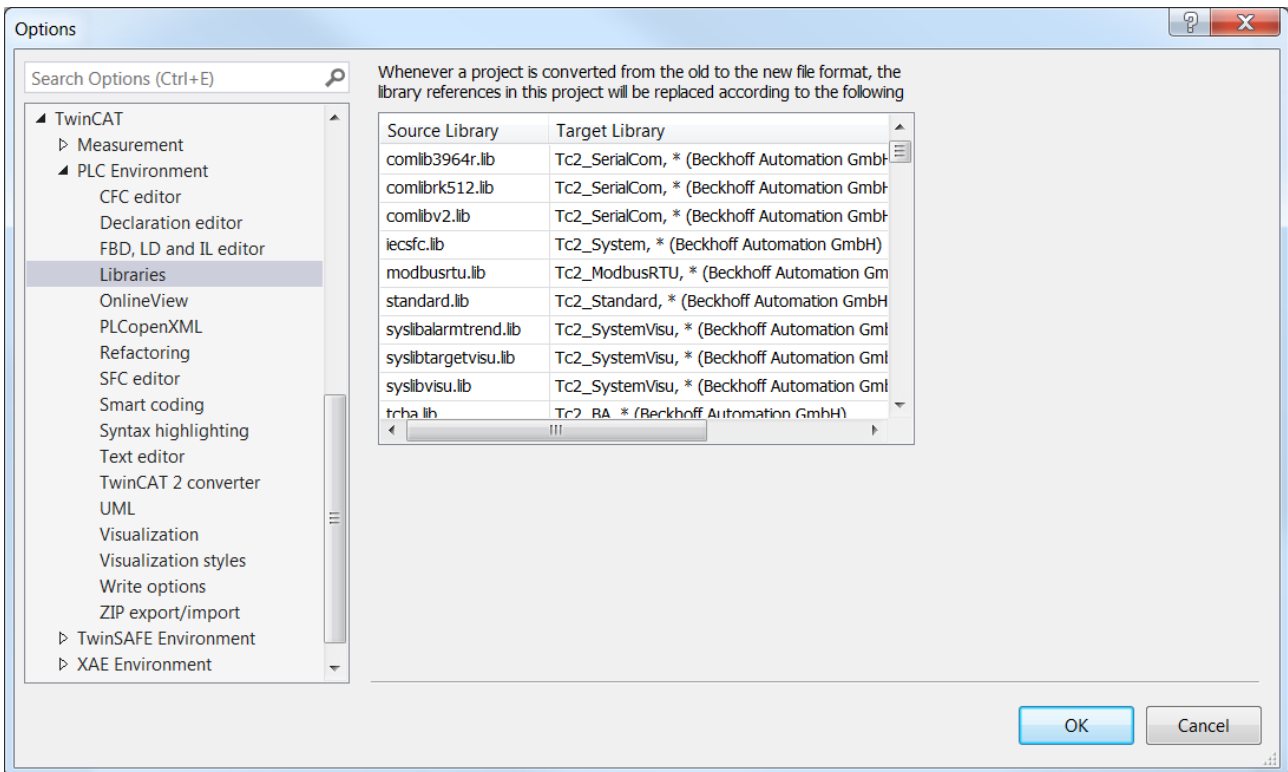 Options
Search Options (Ctrl+E)
TwinCAT
Measurement
PLC Environment
CFC editor
Declaration editor
FBD, LD and IL editor
Libraries
OnlineView
PLCopenXML
Refactoring
SFC editor
Smart coding
Syntax highlighting
Text editor
TwinCAT 2 converter
UML
Visualization
Visualization styles
Write options
ZIP export/import
TwinSAFE Environment
XAE Environment
Whenever a project is converted from the old to the new file format, the
library references in this project will be replaced according to the following
Source Library Target Library
comlib3964r.lib Tc2_SerialCom, * (Beckhoff Automation GmbH
comlibrk512.lib Tc2_SerialCom, * (Beckhoff Automation GmbH
comlibv2.lib Tc2_SerialCom, * (Beckhoff Automation GmbH
iecsfc.lib Tc2_System, * (Beckhoff Automation GmbH)
modbusrtu.lib Tc2_ModbusRTU, * (Beckhoff Automation Gm
standard.lib Tc2_Standard, * (Beckhoff Automation GmbH
syslibalarmtrend.lib Tc2_SystemVisu, * (Beckhoff Automation Gmb
syslibtargetvisu.lib Tc2_SystemVisu, * (Beckhoff Automation Gmb
syslibvisu.lib Tc2_SystemVisu, * (Beckhoff Automation Gmb
tcba.lib Tc2_BA, * (Beckhoff Automation GmbH)
OK Cancel